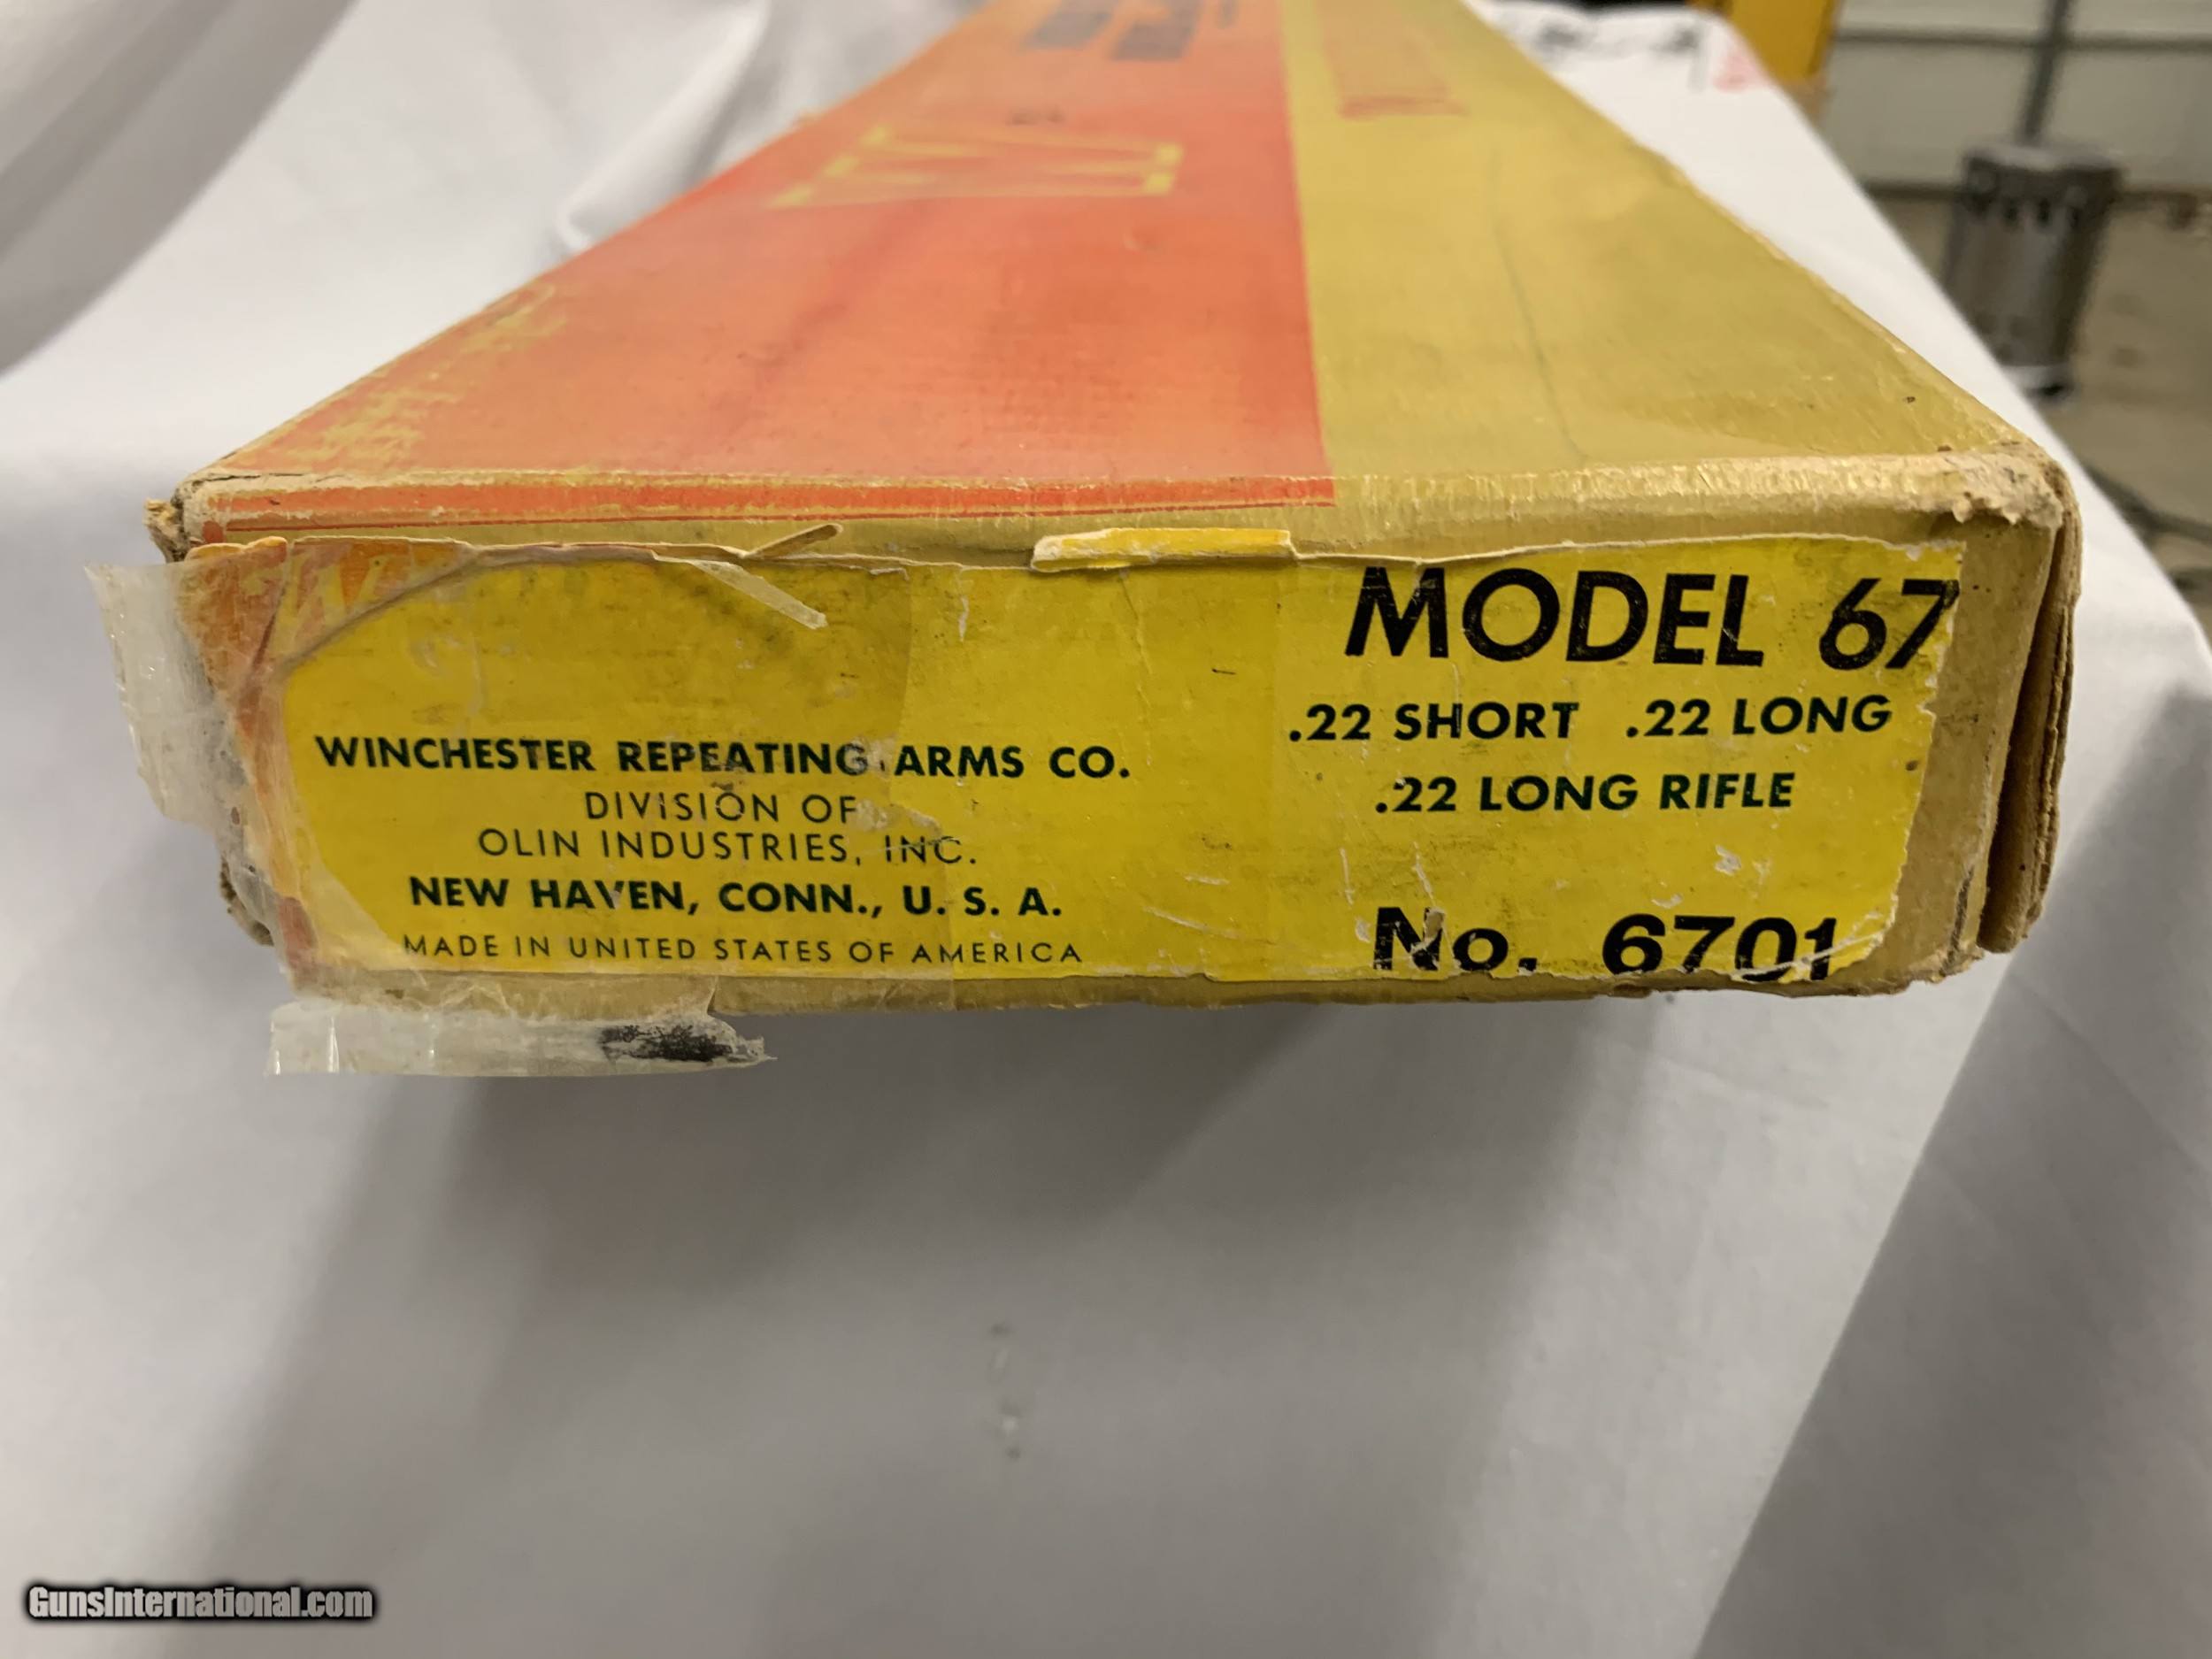 WINCHESTER REPEATING ARMS CO.
DIVISION OF
OLIN INDUSTRIES, INC.
NEW HAVEN, CONN., U. S. A.
MADE IN UNITED STATES OF AMERICA
MODEL 67
.22 SHORT .22 LONG
.22 LONG RIFLE
No. 6701
GunsInternational.com